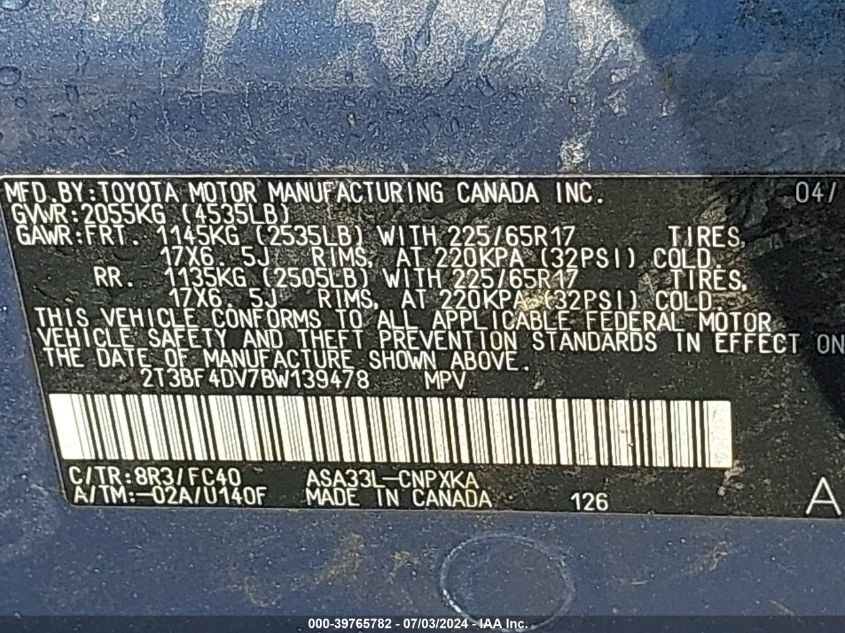 MFD.BY:TOYOTA MOTOR MANUFACTURING CANADA INC. 04/
GVWR:2055KG (4535LB)
GAWR:FRT. 1145KG (2535LB) WITH 225/65R17 TIRES,
17X6. 5J RIMS, AT 220KPA (32PSI) COLD.
RR. 1135KG (2505LB) WITH 225/65R17 TIRES,
17X6. 5J RIMS, AT 220KPA (32PSI) COLD.
THIS VEHICLE CONFORMS TO ALL APPLICABLE FEDERAL MOTOR
VEHICLE SAFETY AND THEFT PREVENTION STANDARDS IN EFFECT ON
THE DATE OF MANUFACTURE SHOWN ABOVE.
2T3BF4DV7BW139478 MPV
C/TR:8R3/FC40 ASA33L-CNPXKA
A/TM:-02A/U140F MADE IN CANADA 126 A
000-39765782 - 07/03/2024 - IAA Inc.